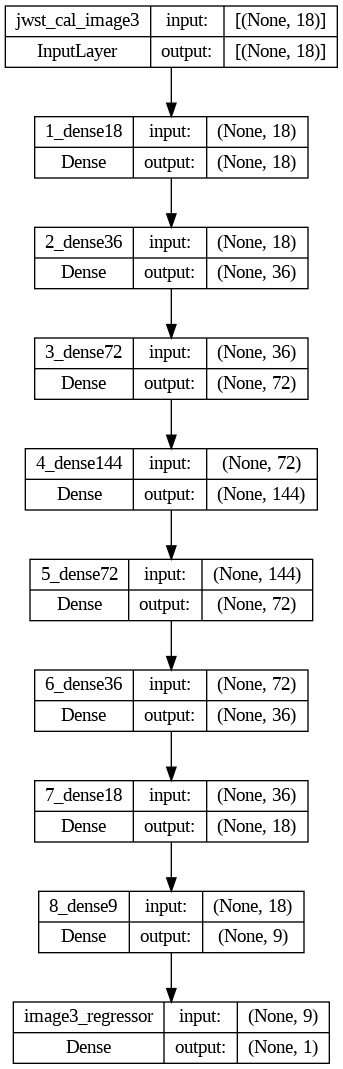 jwst_cal_image3 input: [(None, 18)]
InputLayer output: [(None, 18)]
1_dense18 input: (None, 18)
Dense output: (None, 18)
2_dense36 input: (None, 18)
Dense output: (None, 36)
3_dense72 input: (None, 36)
Dense output: (None, 72)
4_dense144 input: (None, 72)
Dense output: (None, 144)
5_dense72 input: (None, 144)
Dense output: (None, 72)
6_dense36 input: (None, 72)
Dense output: (None, 36)
7_dense18 input: (None, 36)
Dense output: (None, 18)
8_dense9 input: (None, 18)
Dense output: (None, 9)
image3_regressor input: (None, 9)
Dense output: (None, 1)